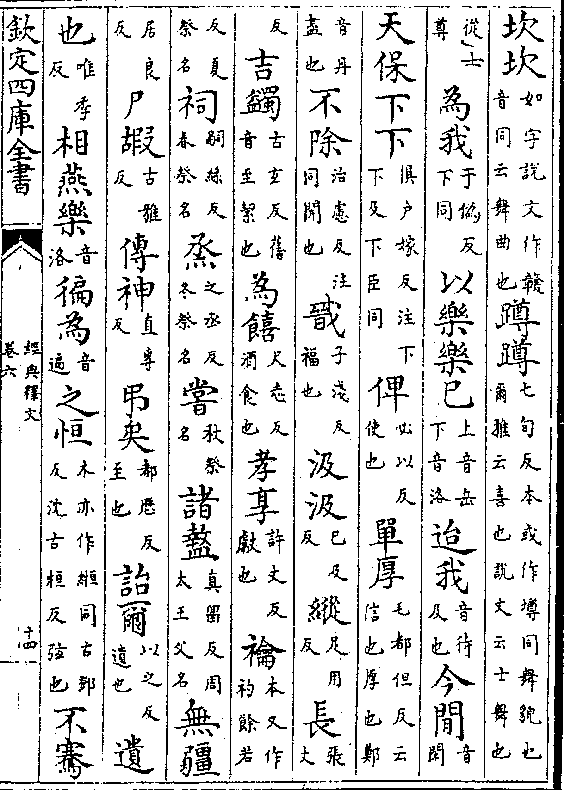 坎坎如字說文作竷音同云舞曲也蹲蹲七旬反本或作墫同舞貌也爾雅云喜也說文云士舞也
從士尊為我于偽反下同以樂樂已上音岳下音洛迨我音待及也今閒音閑
天保下下俱户嫁反注下下及下臣同俾必以反使也單厚毛都但反云信也厚也鄭
音丹盡也不除治慮反注同開也戩子淺反福也汲汲已及反縱足用反長張丈
反吉蠲古玄反舊音至絜也為饎尺志反酒食也孝享許丈反獻也禴本又作礿餘若
反夏祭名祠嗣絲反春祭名烝之丞反冬祭名嘗秋祭名諸盩直留反周太王父名無疆
居良反尸嘏古雅反傳神直專反弔矣都歷反至也詒爾以之反遺也遺
也唯季反相燕樂音洛徧為音遍之恒本亦作縆同古鄧反沈古桓反弦也不騫
欽定四庫全書
經典釋文
卷六
十四